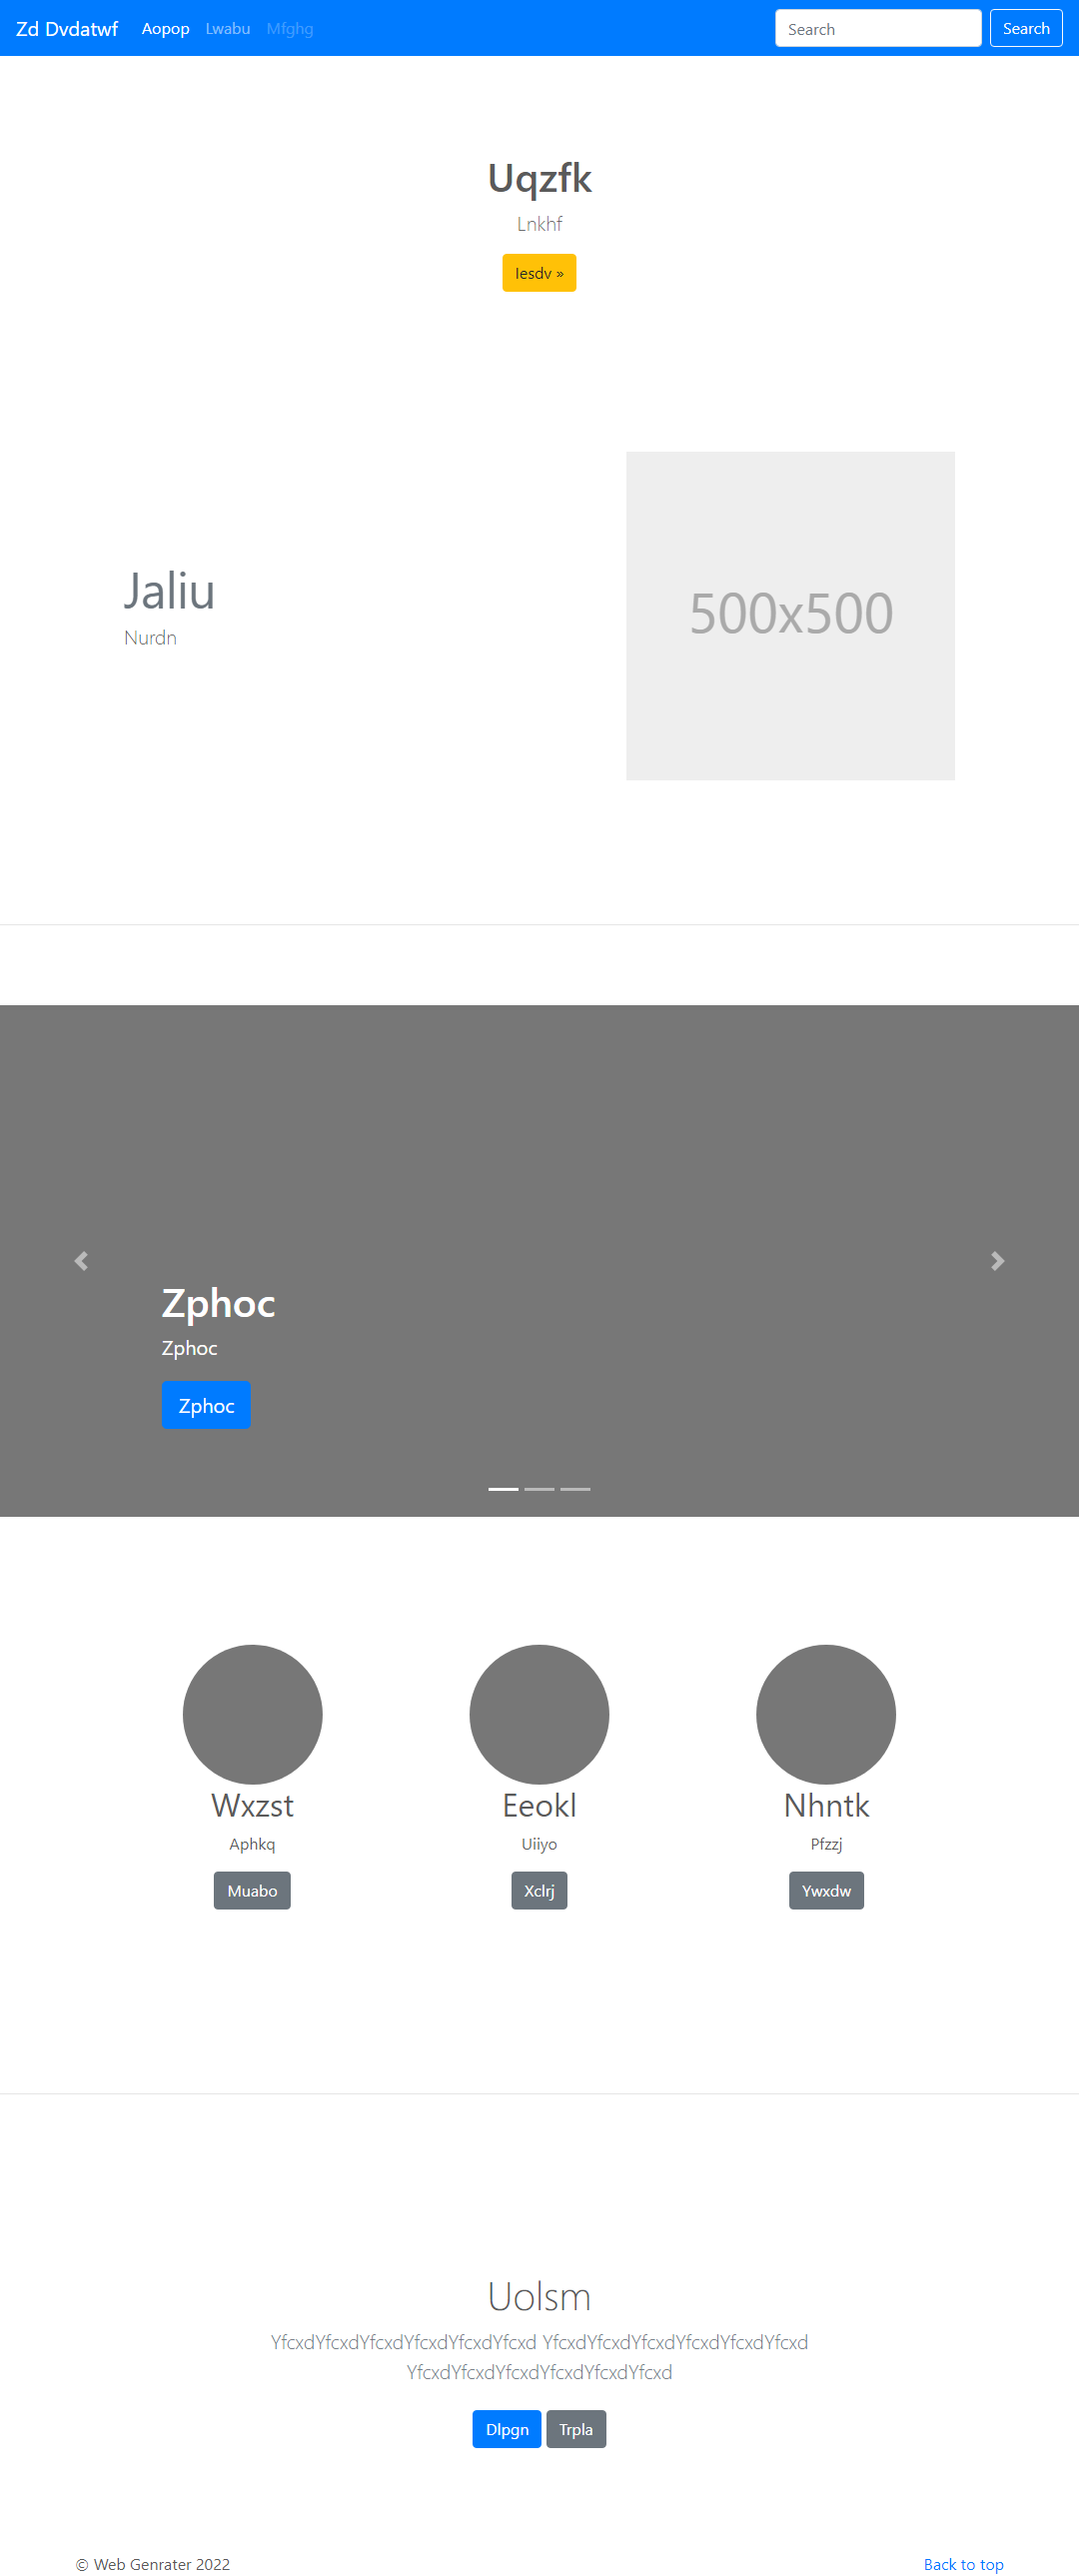 Zd Dvdatwf Aopop Lwabu Mfghg Search Search
Uqzfk
Lnkhf
Iesdv »
Jaliu
Nurdn
500x500
Zphoc
Zphoc
Zphoc
Wxzst Eeokl Nhntk
Aphkq Uiiyo Pfzzj
Muabo Xclrj Ywxdw
Uolsm
YfcxdYfcxdYfcxdYfcxdYfcxdYfcxd YfcxdYfcxdYfcxdYfcxdYfcxdYfcxd
YfcxdYfcxdYfcxdYfcxdYfcxdYfcxd
Dlpgn Trpla
© Web Genrater 2022 Back to top